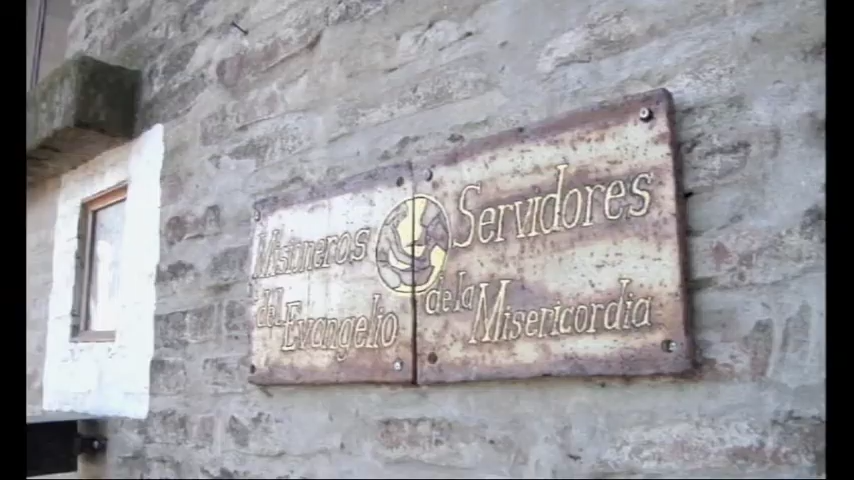 Misioneros
del Evangelio
Servidores
de la Misericordia